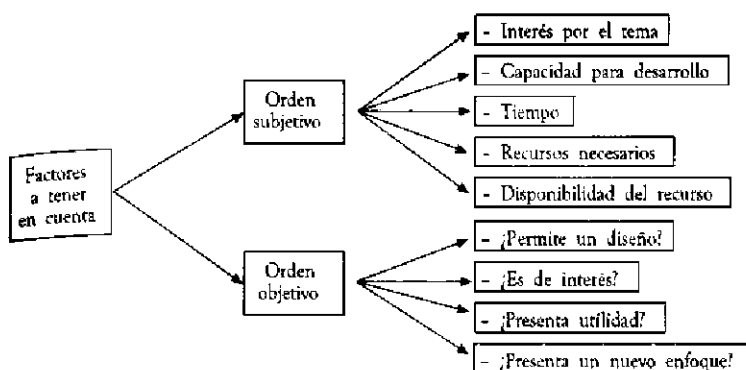 Factores
a tener
en cuenta
Orden
subjetivo
- Interés por el tema
- Capacidad para desarrollo
- Tiempo
- Recursos necesarios
- Disponibilidad del recurso
Orden
objetivo
- ¿Permite un diseño?
- ¿Es de interés?
- ¿Presenta utilidad?
- ¿Presenta un nuevo enfoque?